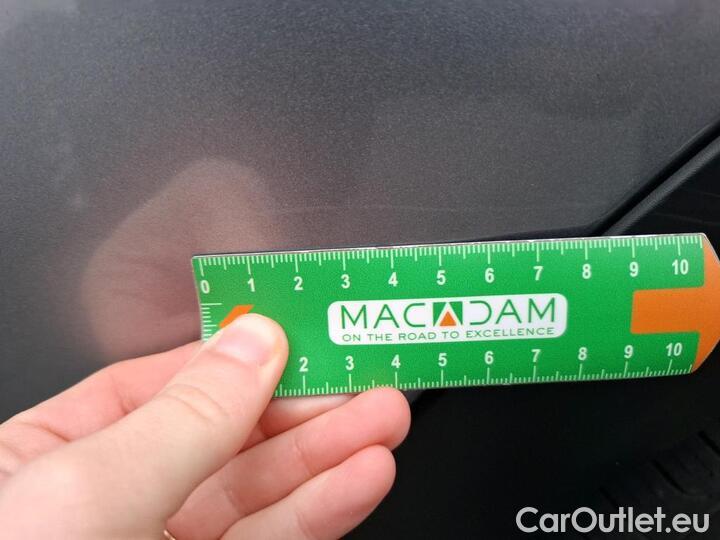 0 1 2 3 4 5 6 7 8 9 10
MACADAM
ON THE ROAD TO EXCELLENCE
2 3 4 5 6 7 8 9 10
CarOutlet.eu